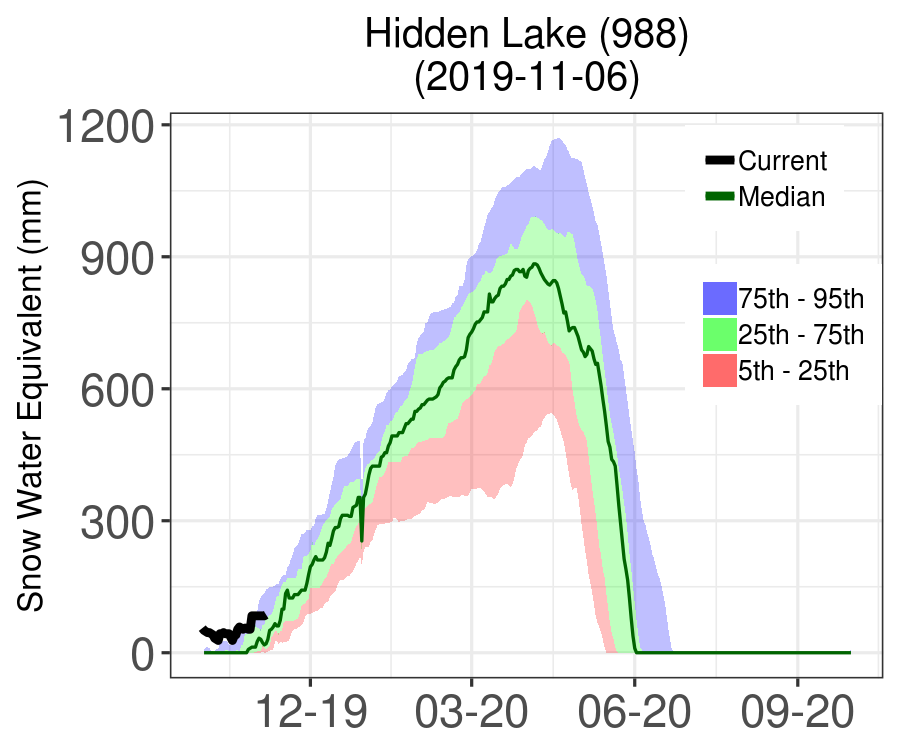 Hidden Lake (988)
(2019-11-06)
Snow Water Equivalent (mm)
1200
900
600
300
0
12-19
03-20
06-20
09-20
Current
Median
75th - 95th
25th - 75th
5th - 25th